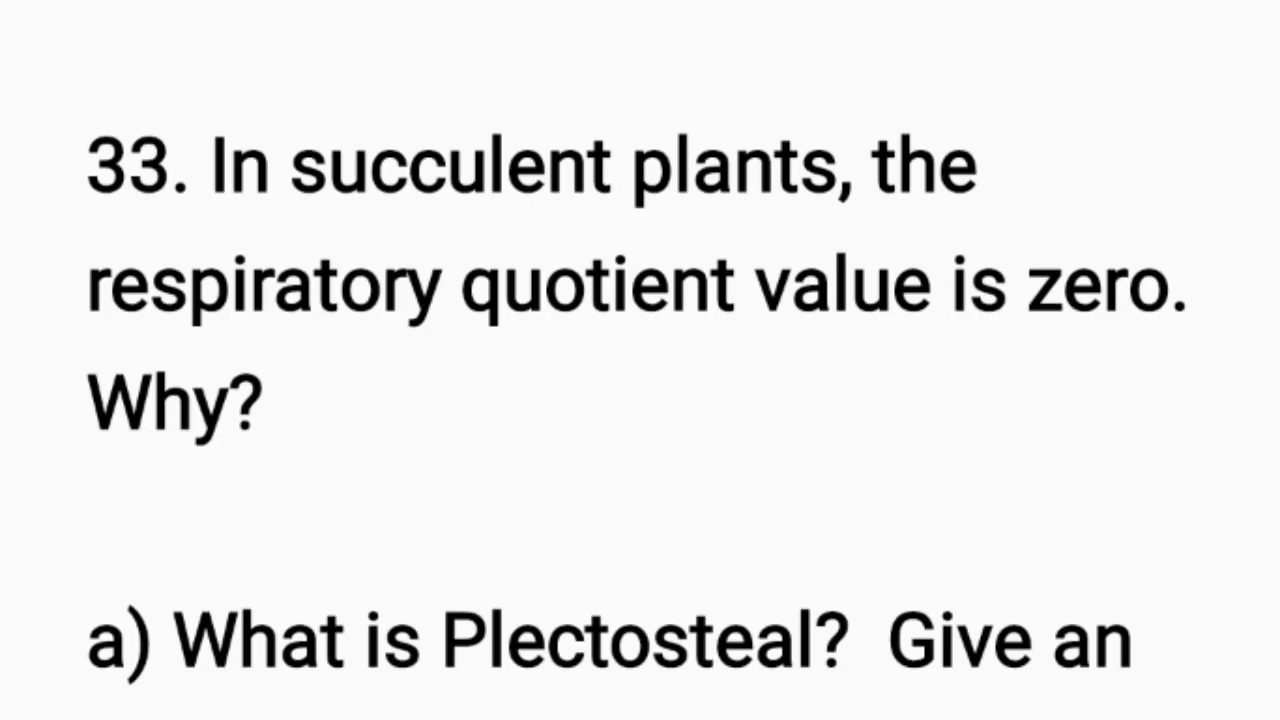 33. In succulent plants, the
respiratory quotient value is zero.
Why?
a) What is Plectosteal?  Give an